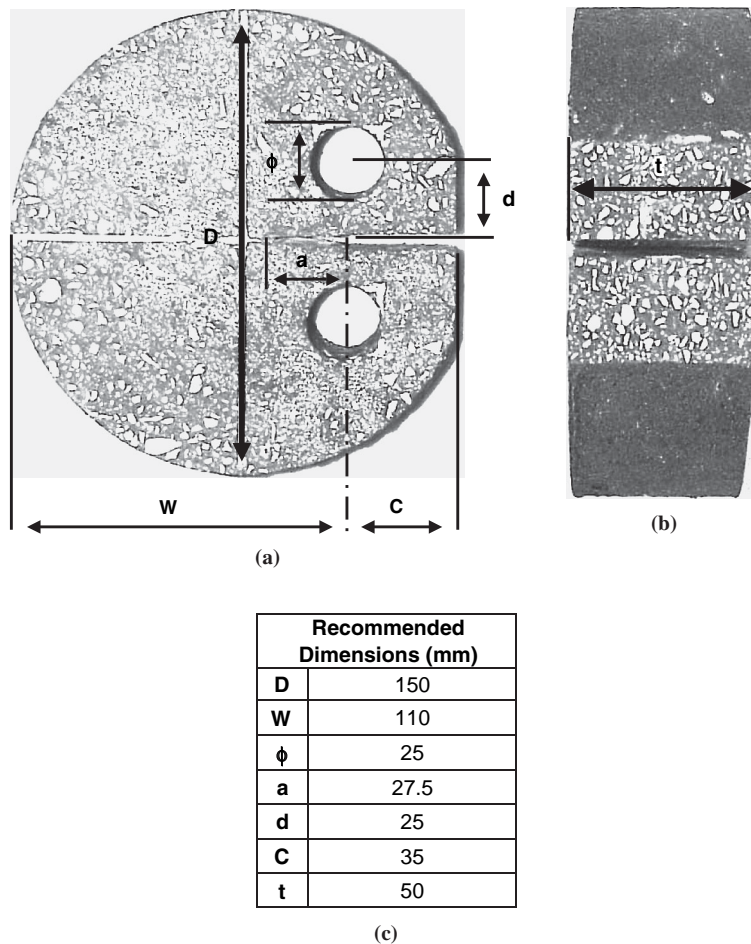 ϕ
d
D
t
a
W
C
(a)
(b)
Recommended
Dimensions (mm)
D 150
W 110
ϕ 25
a 27.5
d 25
C 35
t 50
(c)